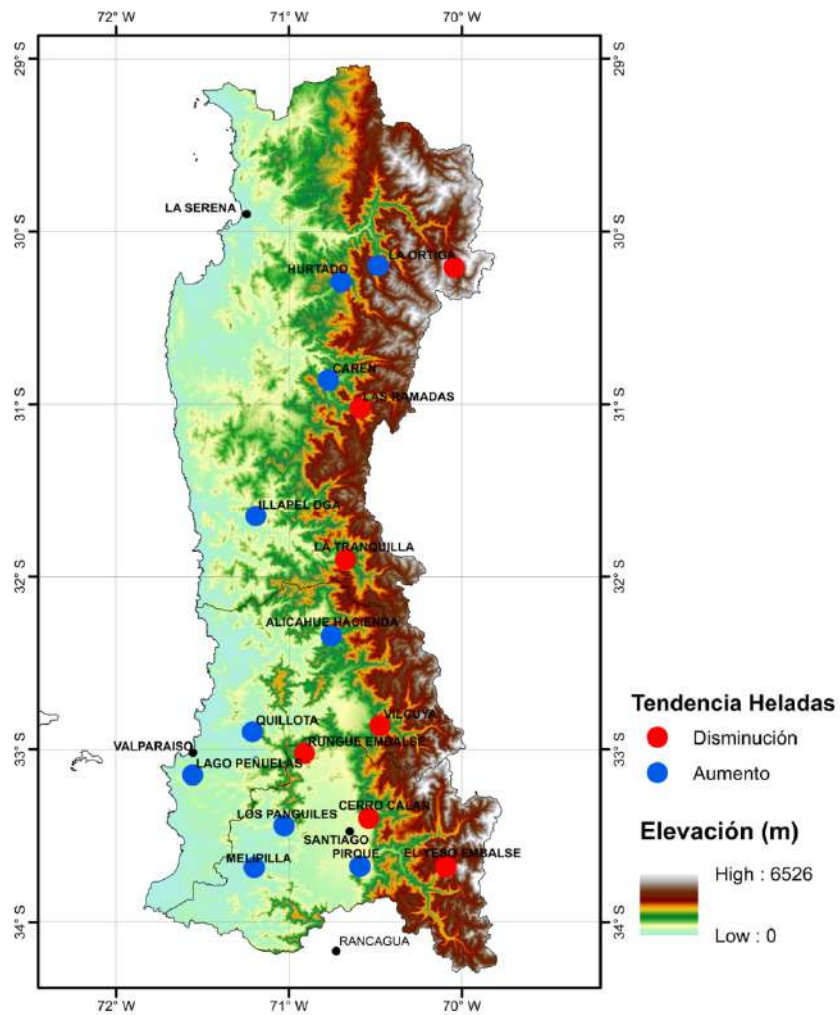 72° W
71° W
70° W
29° S
29° S
LA SERENA
30° S
30° S
LA ORTIGA
HURTADO
CAREN
31° S
LAS RAMADAS
31° S
ILLAPEL DGA
LA TRANQUILLA
32° S
32° S
ALICAHUE HACIENDA
Tendencia Heladas
QUILLOTA
VILCUYA
Disminución
VALPARAISO
RUNGUE EMBALSE
33° S
33° S
LAGO PEÑUELAS
Aumento
LOS PANGUILES
CERRO CALAN
SANTIAGO
Elevación (m)
MELIPILLA
PIRQUE
EL YESO EMBALSE
High : 6526
34° S
34° S
RANCAGUA
Low : 0
72° W
71° W
70° W